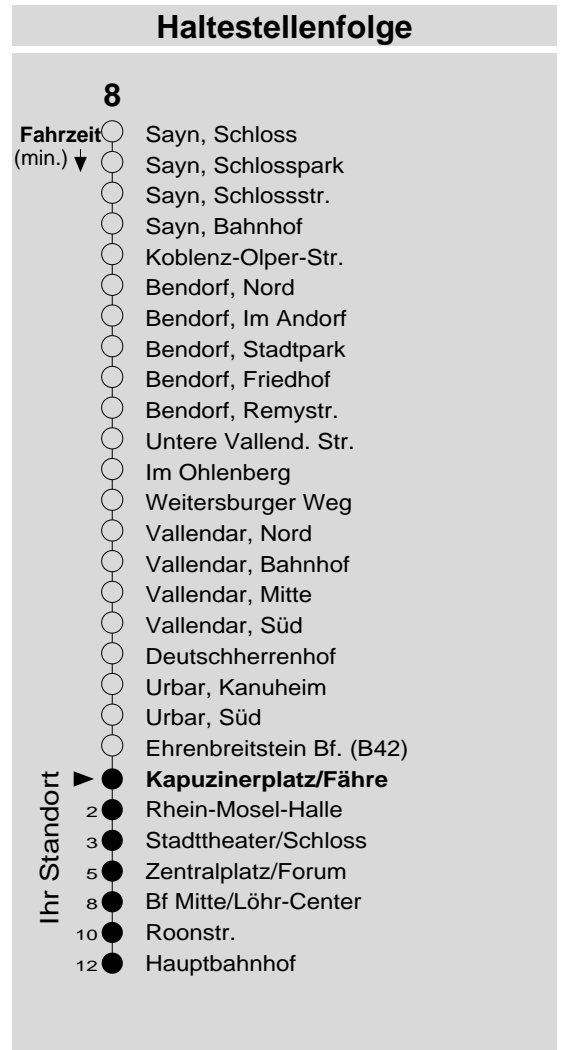 Haltestellenfolge
8
Fahrzeit
(min.)
Sayn, Schloss
Sayn, Schlosspark
Sayn, Schlossstr.
Sayn, Bahnhof
Koblenz-Olper-Str.
Bendorf, Nord
Bendorf, Im Andorf
Bendorf, Stadtpark
Bendorf, Friedhof
Bendorf, Remystr.
Untere Vallend. Str.
Im Ohlenberg
Weitersburger Weg
Vallendar, Nord
Vallendar, Bahnhof
Vallendar, Mitte
Vallendar, Süd
Deutschherrenhof
Urbar, Kanuheim
Urbar, Süd
Ehrenbreitstein Bf. (B42)
Ihr Standort
Kapuzinerplatz/Fähre
2 Rhein-Mosel-Halle
3 Stadttheater/Schloss
5 Zentralplatz/Forum
8 Bf Mitte/Löhr-Center
10 Roonstr.
12 Hauptbahnhof